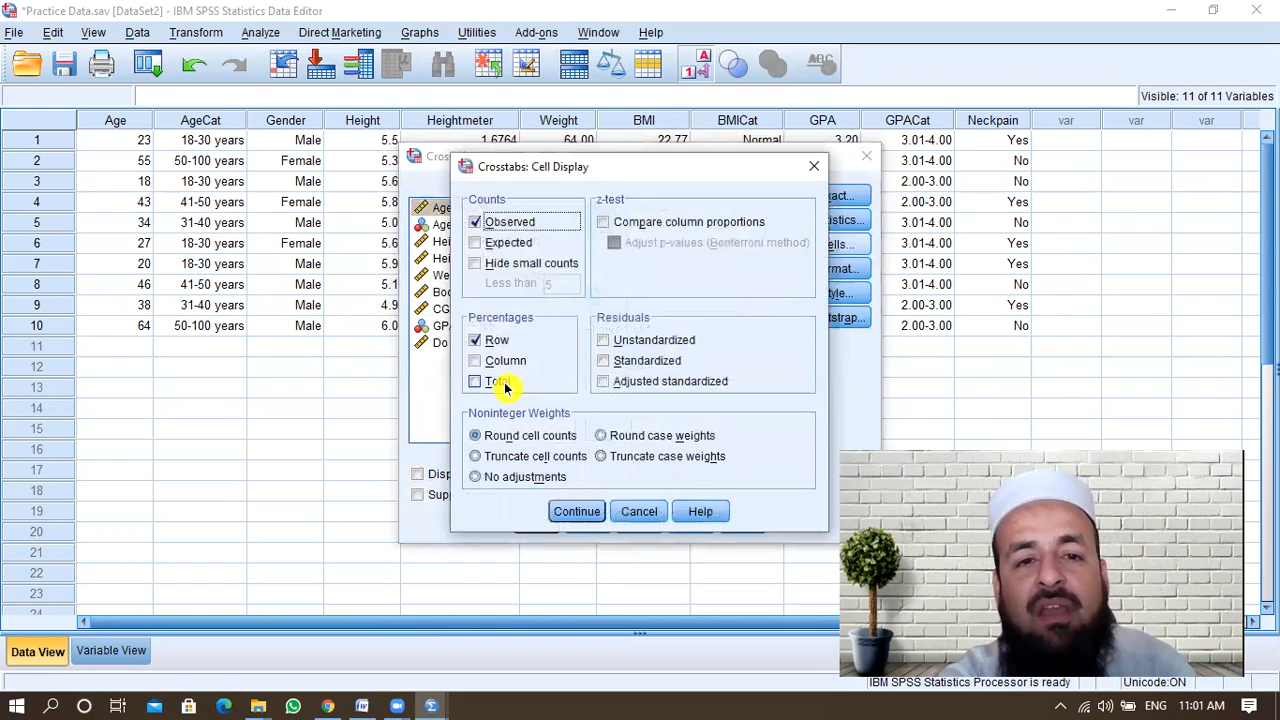 *Practice Data.sav [DataSet2] - IBM SPSS Statistics Data Editor
File Edit View Data Transform Analyze Direct Marketing Graphs Utilities Add-ons Window Help
Visible: 11 of 11 Variables
Age AgeCat Gender Height Heightmeter Weight BMI BMICat GPA GPACat Neckpain var var var
1 23 18-30 years Male 5.5 1.6764 64.00 22.77 Normal 3.20 3.01-4.00 Yes
2 55 50-100 years Female 5.3 3.01-4.00 No
3 18 18-30 years Male 5.6 2.00-3.00 No
4 43 41-50 years Female 5.2 3.01-4.00 No
5 34 31-40 years Male 5.5 2.00-3.00 No
6 27 18-30 years Female 5.8 3.01-4.00 Yes
7 20 18-30 years Male 5.6 3.01-4.00 Yes
8 46 41-50 years Male 5.1 2.00-3.00 No
9 38 31-40 years Male 4.9 2.00-3.00 Yes
10 64 50-100 years Female 6.0 3.01-4.00 No
11
12
13
14
15
16
17
18
19
20
21
22
23
24
Crosstabs: Cell Display
Counts
Observed
Expected
Hide small counts
Less than 5
z-test
Compare column proportions
Adjust p-values (Bonferroni method)
Percentages
Row
Column
Total
Residuals
Unstandardized
Standardized
Adjusted standardized
Noninteger Weights
Round cell counts Round case weights
Truncate cell counts Truncate case weights
No adjustments
Continue Cancel Help
Data View Variable View
IBM SPSS Statistics Processor is ready Unicode:ON
11:01 AM